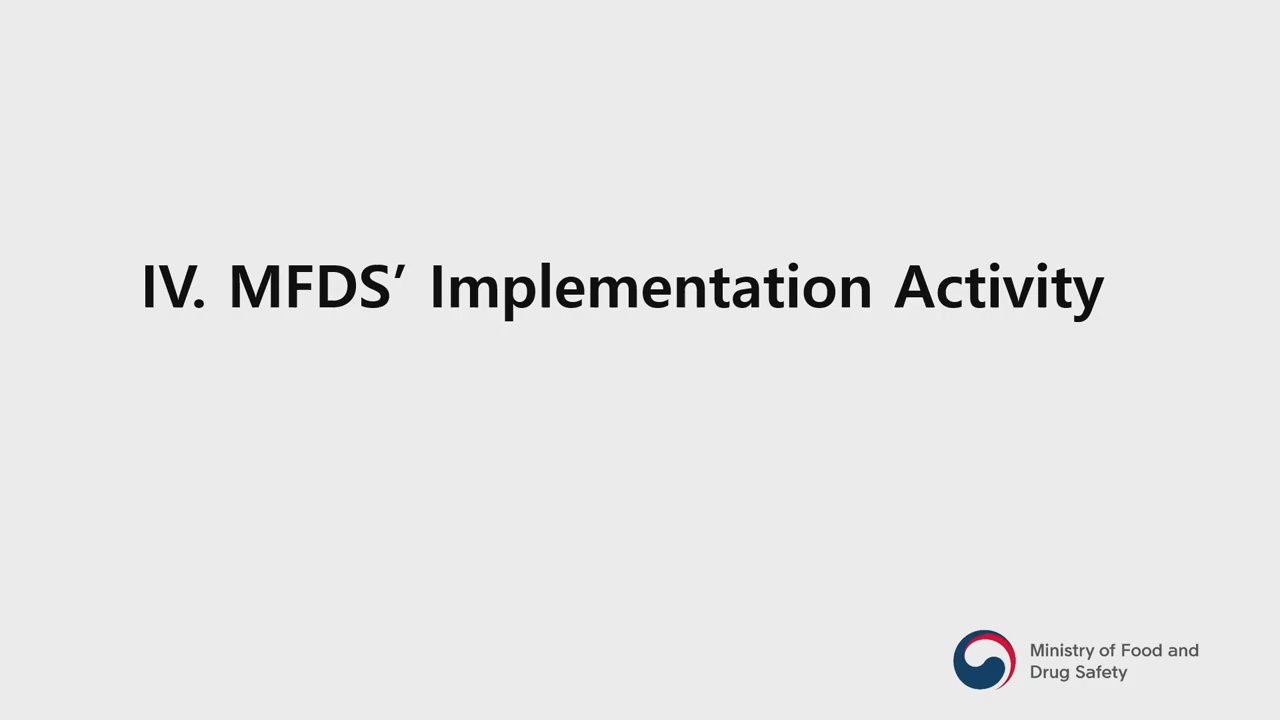 IV. MFDS’ Implementation Activity
Ministry of Food and
Drug Safety